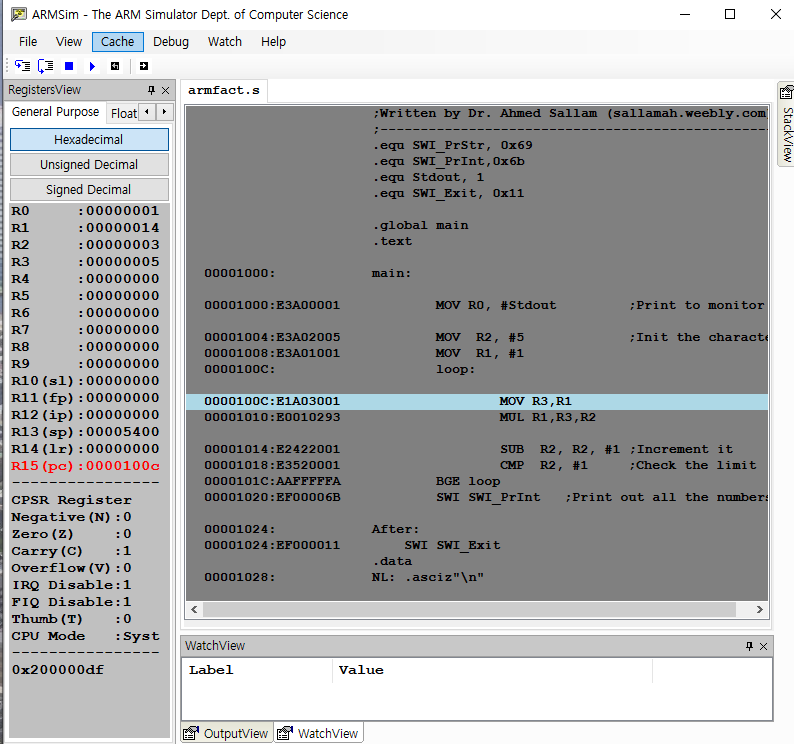 ARMSim - The ARM Simulator Dept. of Computer Science
File View Cache Debug Watch Help
RegistersView
General Purpose Float
Hexadecimal
Unsigned Decimal
Signed Decimal
R0 :00000001
R1 :00000014
R2 :00000003
R3 :00000005
R4 :00000000
R5 :00000000
R6 :00000000
R7 :00000000
R8 :00000000
R9 :00000000
R10(sl):00000000
R11(fp):00000000
R12(ip):00000000
R13(sp):00005400
R14(lr):00000000
R15(pc):0000100c
----------------
CPSR Register
Negative(N):0
Zero(Z) :0
Carry(C) :1
Overflow(V):0
IRQ Disable:1
FIQ Disable:1
Thumb(T) :0
CPU Mode :Syst
----------------
0x200000df
armfact.s
;Written by Dr. Ahmed Sallam (sallamah.weebly.com
;------------------------------------------------
.equ SWI_PrStr, 0x69
.equ SWI_PrInt,0x6b
.equ Stdout, 1
.equ SWI_Exit, 0x11
.global main
.text
00001000: main:
00001000:E3A00001 MOV R0, #Stdout ;Print to monitor
00001004:E3A02005 MOV R2, #5 ;Init the characte
00001008:E3A01001 MOV R1, #1
0000100C: loop:
0000100C:E1A03001 MOV R3,R1
00001010:E0010293 MUL R1,R3,R2
00001014:E2422001 SUB R2, R2, #1 ;Increment it
00001018:E3520001 CMP R2, #1 ;Check the limit
0000101C:AAFFFFFA BGE loop
00001020:EF00006B SWI SWI_PrInt ;Print out all the numbers
00001024: After:
00001024:EF000011 SWI SWI_Exit
.data
00001028: NL: .asciz"\n"
StackView
WatchView
Label Value
OutputView WatchView